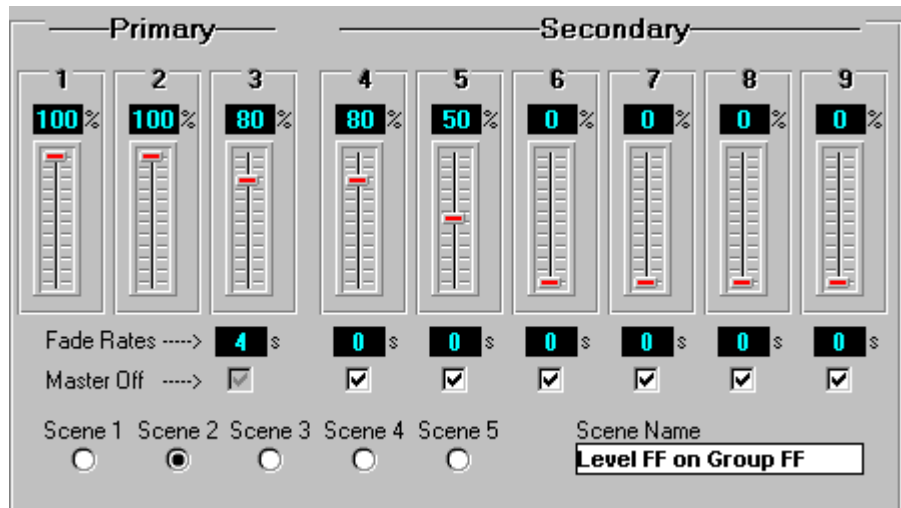 Primary Secondary
1 2 3 4 5 6 7 8 9
100 % 100 % 80 % 80 % 50 % 0 % 0 % 0 % 0 %
Fade Rates -----> 4 s 0 s 0 s 0 s 0 s 0 s 0 s
Master Off ----->
Scene 1 Scene 2 Scene 3 Scene 4 Scene 5 Scene Name
Level FF on Group FF